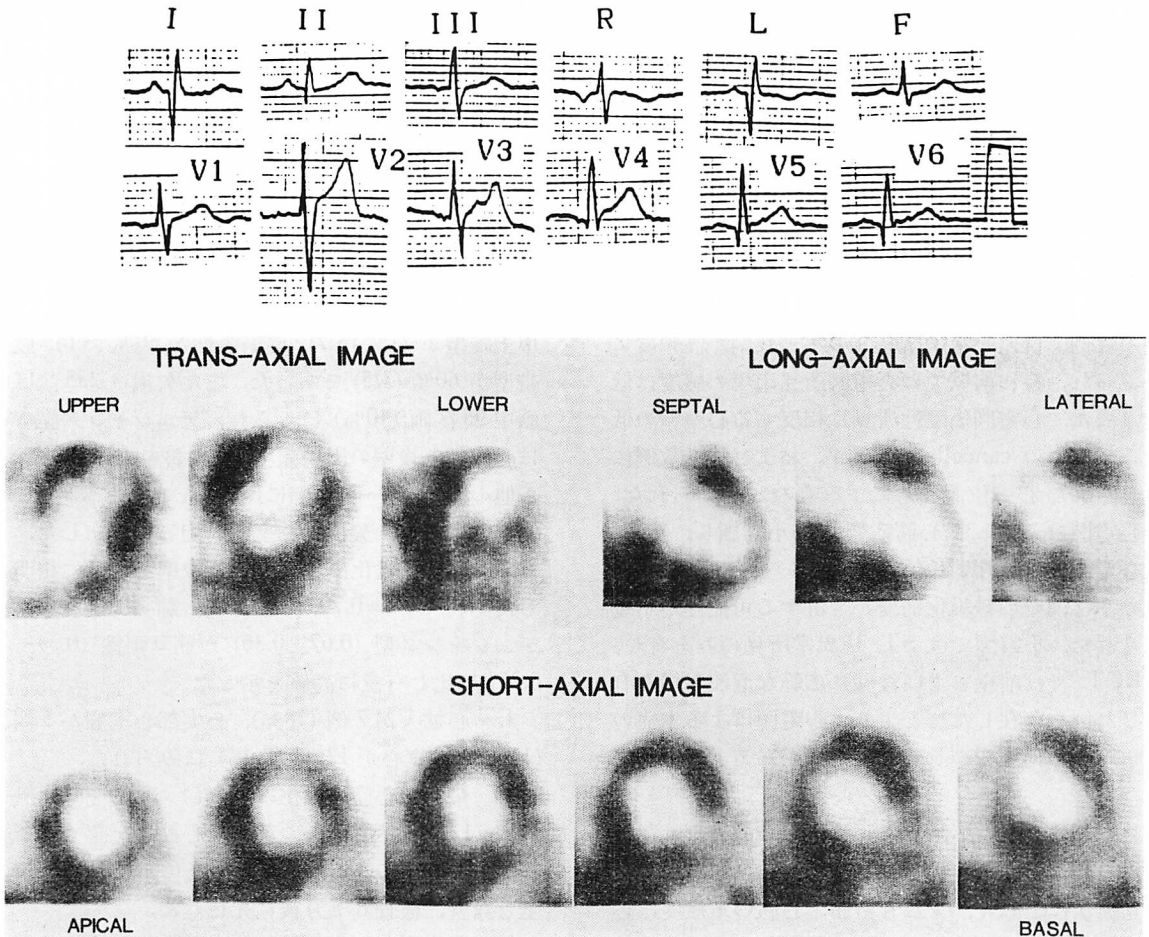 I II III R L F
V1 V2 V3 V4 V5 V6
TRANS-AXIAL IMAGE LONG-AXIAL IMAGE
UPPER LOWER SEPTAL LATERAL
SHORT-AXIAL IMAGE
APICAL BASAL